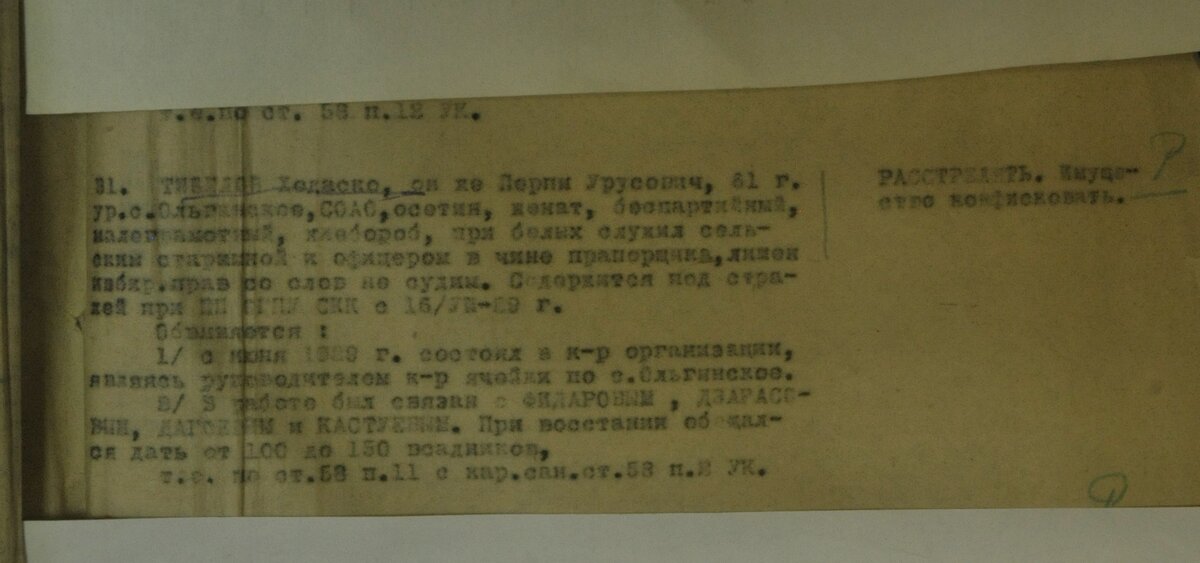 т.е.по ст. 58 п.12 УК.
31. ТИБИЛОВ Хадзско, он же Перпи Урусович, 61 г.
ур.с.Ольгинское,СОАО,осетин, женат, беспартийный,
малограмотный, хлебороб, при белых служил сель-
ским старшиной и офицером в чине прапорщика,лишен
избир.прав со слов не судим. Содержится под стра-
жей при ПП ОГПУ СКК с 16/УШ-29 г.
РАССТРЕЛЯТЬ. Имуще-
ство конфисковать.
Обвиняется :
1/ с июня 1929 г. состоял в к-р организации,
являясь руководителем к-р ячейки по с.Ольгинское.
2/ В работе был связан с ФИДАРОВЫМ , ДЗАРАСО-
ВЫМ, и КАСТУЕВЫМ. При восстании обещал-
ся дать от 100 до 150 всадников,
т.е. по ст.58 п.11 с кар.сан.ст.58 п.2 УК.